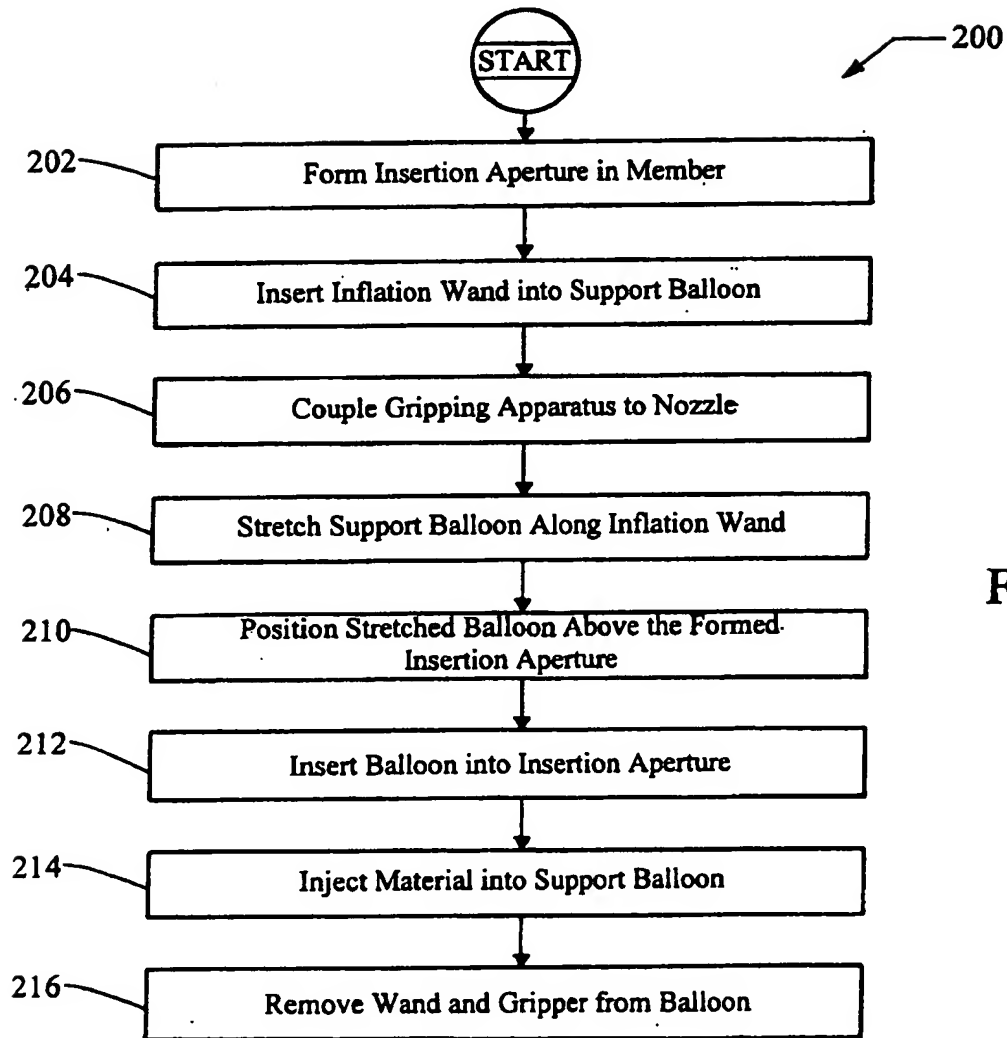 START
200
202
Form Insertion Aperture in Member
204
Insert Inflation Wand into Support Balloon
206
Couple Gripping Apparatus to Nozzle
208
Stretch Support Balloon Along Inflation Wand
F
210
Position Stretched Balloon Above the Formed
Insertion Aperture
212
Insert Balloon into Insertion Aperture
214
Inject Material into Support Balloon
216
Remove Wand and Gripper from Balloon